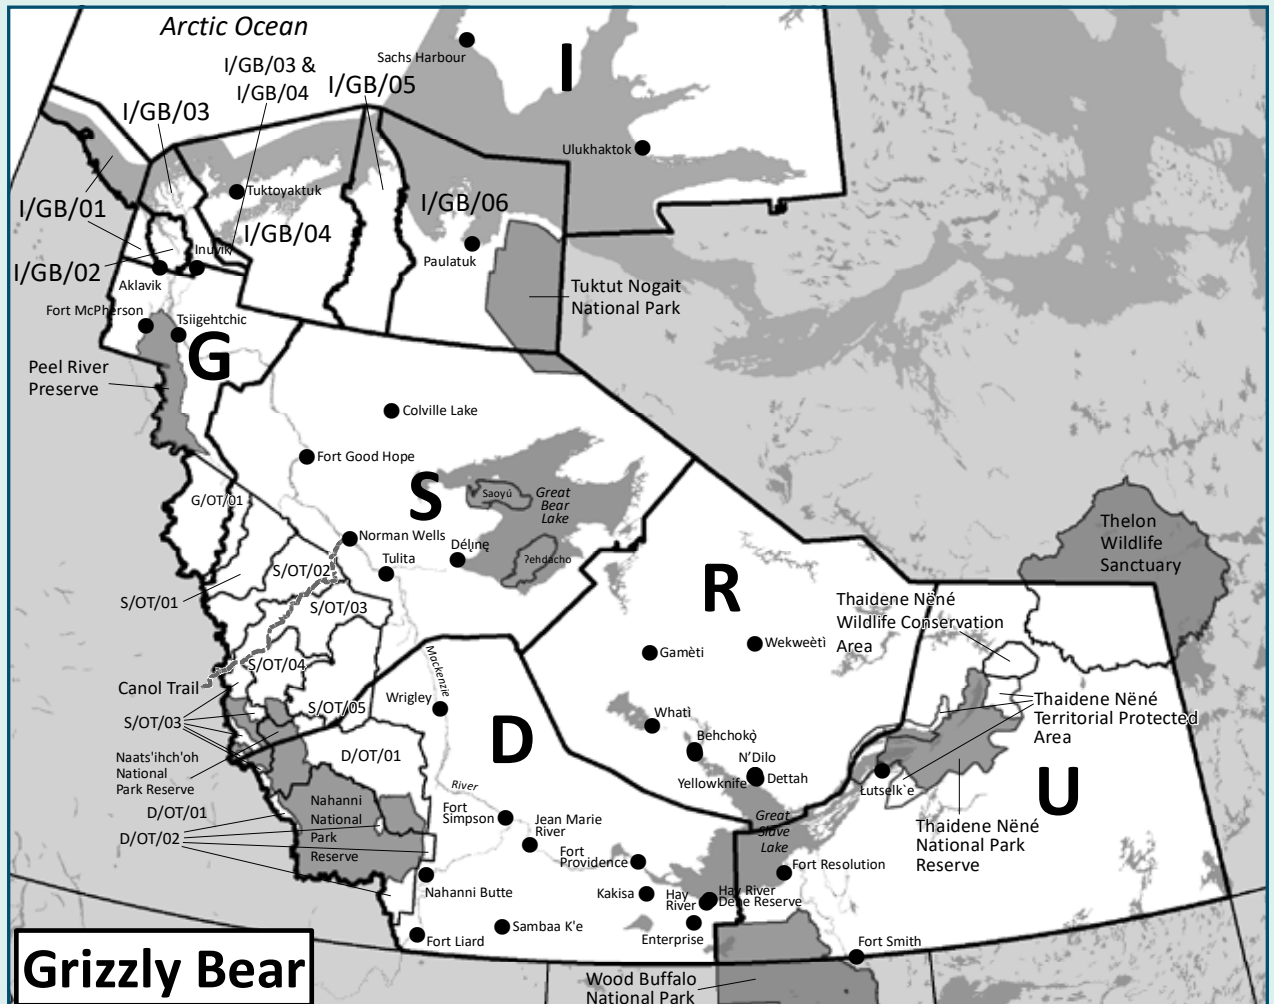 Arctic Ocean
Sachs Harbour
I
I/GB/03 &
I/GB/04
I/GB/05
I/GB/03
Ulukhaktok
Tuktoyaktuk
I/GB/06
I/GB/01
I/GB/04
Inuvik
Paulatuk
I/GB/02
Aklavik
Tuktut Nogait
National Park
Fort McPherson
Tsiigehtchic
G
Peel River
Preserve
Colville Lake
Fort Good Hope
S
Saoyú
Great
Bear
Lake
G/OT/01
Thelon
Wildlife
Sanctuary
Norman Wells
Délı̨nę
Tulita
ʔehdacho
S/OT/02
R
S/OT/01
S/OT/03
Thaidene Nëné
Wildlife Conservation
Area
Gamètì
Wekweètì
S/OT/04
Mackenzie
Canol Trail
Wrigley
S/OT/05
S/OT/03
Thaidene Nëné
Territorial Protected
Area
Whatì
D
Behchokǫ̀
Naats'ihch'oh
National
Park Reserve
D/OT/01
N'Dilo
Yellowknife
Dettah
Łutselk`e
U
River
D/OT/01
Nahanni
National
Park
Reserve
Fort
Simpson
Jean Marie
River
Great
Slave
Lake
Thaidene Nëné
National Park
Reserve
D/OT/02
Fort
Providence
Fort Resolution
Nahanni Butte
Kakisa
Hay
River
Hay River
Dene Reserve
Sambaa K'e
Enterprise
Fort Liard
Fort Smith
Grizzly Bear
Wood Buffalo
National Park